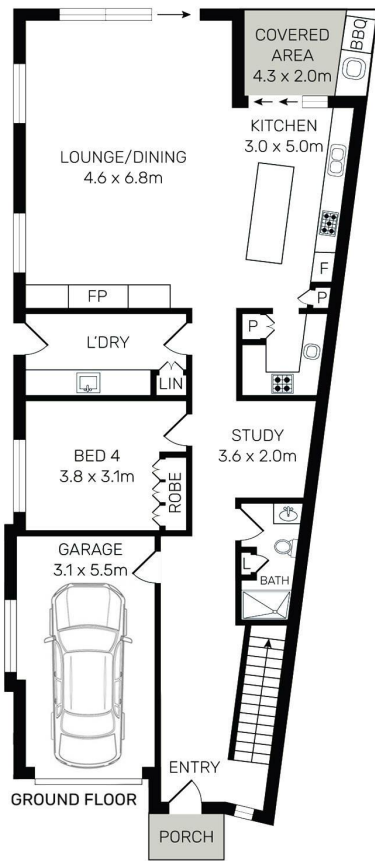 BBQ
COVERED
AREA
4.3 x 2.0m
KITCHEN
3.0 x 5.0m
LOUNGE/DINING
4.6 x 6.8m
F
FP
P
P
L'DRY
LIN
BED 4
3.8 x 3.1m
ROBE
STUDY
3.6 x 2.0m
GARAGE
3.1 x 5.5m
L
BATH
ENTRY
GROUND FLOOR
PORCH